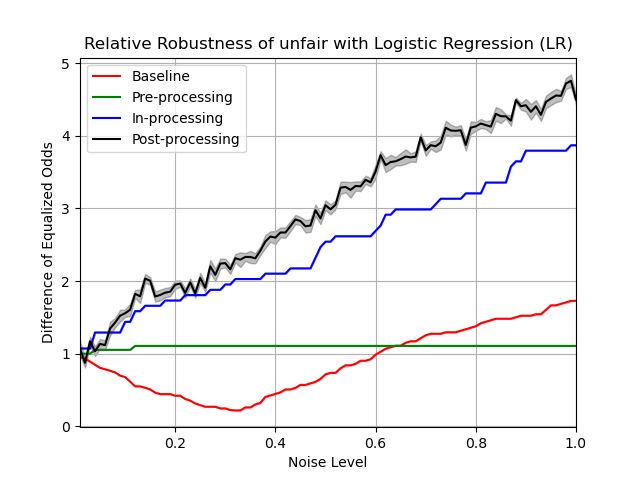 Relative Robustness of unfair with Logistic Regression (LR)
Difference of Equalized Odds
5
4
3
2
1
0
Baseline
Pre-processing
In-processing
Post-processing
0.2
0.4
0.6
0.8
1.0
Noise Level